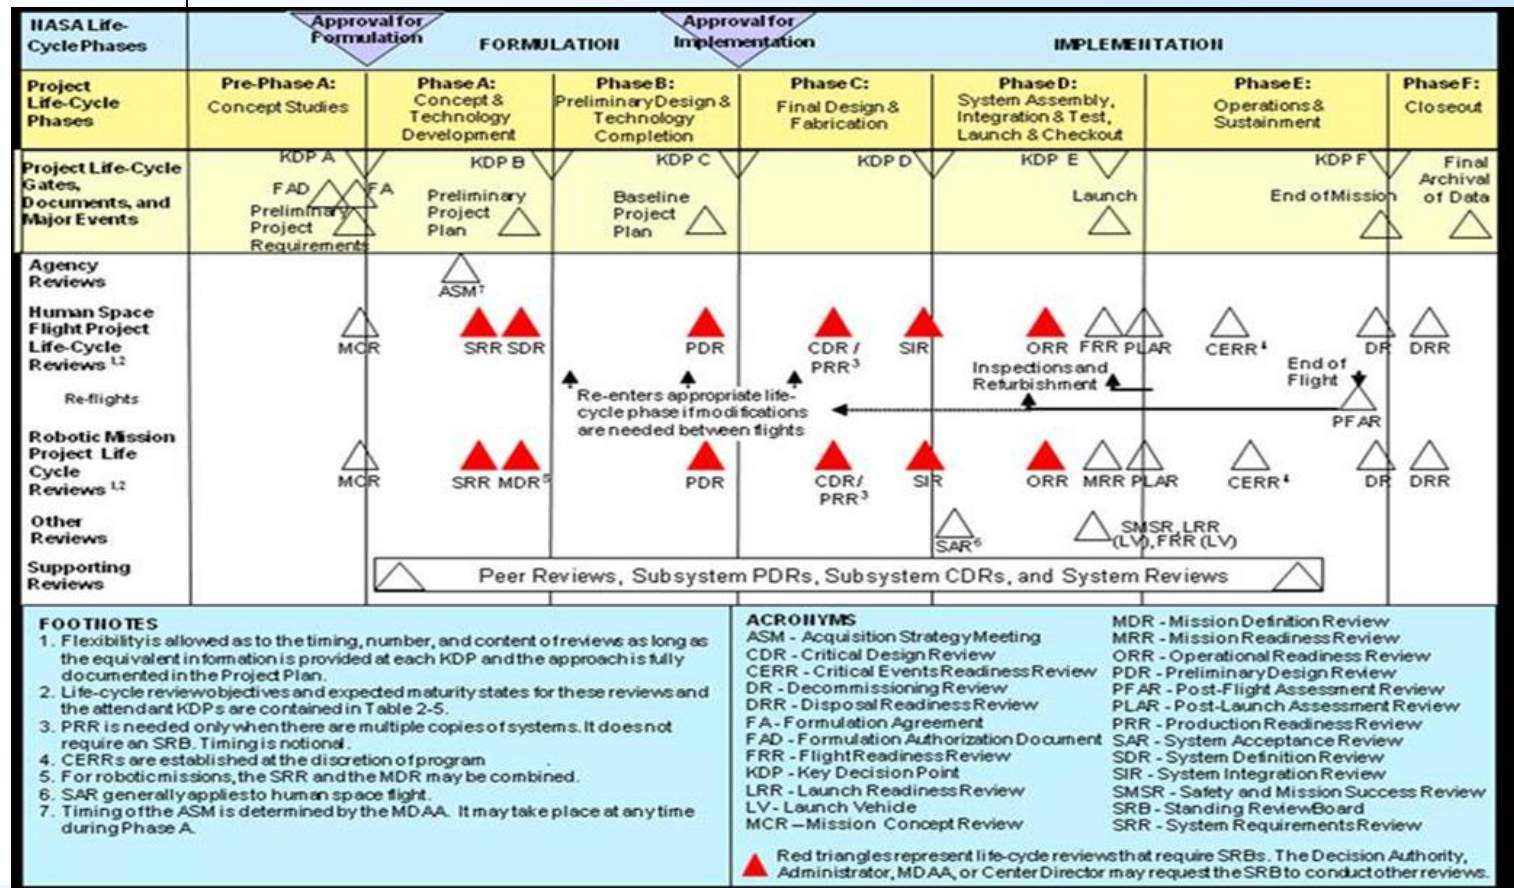 NASA Life-
Cycle Phases
Approval for
Formulation
FORMULATION
Approval for
Implementation
IMPLEMENTATION
Project
Life-Cycle
Phases
Pre-Phase A:
Concept Studies
Phase A:
Concept &
Technology
Development
Phase B:
Preliminary Design &
Technology
Completion
Phase C:
Final Design &
Fabrication
Phase D:
System Assembly,
Integration & Test,
Launch & Checkout
Phase E:
Operations &
Sustainment
Phase F:
Closeout
Project Life-Cycle
Gates,
Documents, and
Major Events
KDP A
FAD
FA
Preliminary
Project
Requirements
KDP B
Preliminary
Project
Plan
KDP C
Baseline
Project
Plan
KDP D
KDP E
Launch
KDP F
End of Mission
Final
Archival
of Data
Agency
Reviews
ASM7
Human Space
Flight Project
Life-Cycle
Reviews 1,2
MCR
SRR SDR
PDR
CDR /
PRR3
SIR
ORR FRR PLAR
CERR4
DR DRR
Re-flights
Re-enters appropriate life-
cycle phase if modifications
are needed between flights
Inspections and
Refurbishment
End of
Flight
PFAR
Robotic Mission
Project Life
Cycle
Reviews 1,2
MCR
SRR MDR5
PDR
CDR/
PRR3
SIR
ORR MRR PLAR
CERR4
DR DRR
Other
Reviews
SAR6
SMSR, LRR
(LV), FRR (LV)
Supporting
Reviews
Peer Reviews, Subsystem PDRs, Subsystem CDRs, and System Reviews
FOOTNOTES
1. Flexibility is allowed as to the timing, number, and content of reviews as long as
the equivalent information is provided at each KDP and the approach is fully
documented in the Project Plan.
2. Life-cycle review objectives and expected maturity states for these reviews and
the attendant KDPs are contained in Table 2-5.
3. PRR is needed only when there are multiple copies of systems. It does not
require an SRB. Timing is notional.
4. CERRs are established at the discretion of program .
5. For robotic missions, the SRR and the MDR may be combined.
6. SAR generally applies to human space flight.
7. Timing of the ASM is determined by the MDAA. It may take place at any time
during Phase A.
ACRONYMS
ASM - Acquisition Strategy Meeting
CDR - Critical Design Review
CERR - Critical Events Readiness Review
DR - Decommissioning Review
DRR - Disposal Readiness Review
FA - Formulation Agreement
FAD - Formulation Authorization Document
FRR - Flight Readiness Review
KDP - Key Decision Point
LRR - Launch Readiness Review
LV - Launch Vehicle
MCR – Mission Concept Review
MDR - Mission Definition Review
MRR - Mission Readiness Review
ORR - Operational Readiness Review
PDR - Preliminary Design Review
PFAR - Post-Flight Assessment Review
PLAR - Post-Launch Assessment Review
PRR - Production Readiness Review
SAR - System Acceptance Review
SDR - System Definition Review
SIR - System Integration Review
SMSR - Safety and Mission Success Review
SRB - Standing Review Board
SRR - System Requirements Review
Red triangles represent life-cycle reviews that require SRBs. The Decision Authority,
Administrator, MDAA, or Center Director may request the SRB to conduct other reviews.